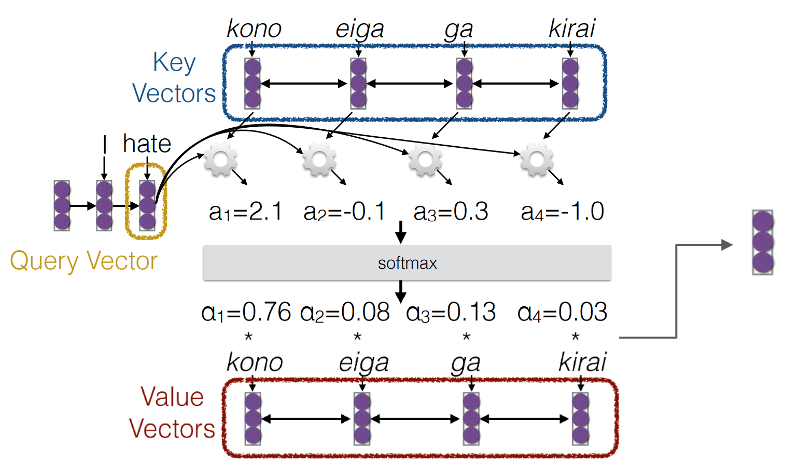 kono eiga ga kirai
Key
Vectors
I hate
a₁=2.1 a₂=-0.1 a₃=0.3 a₄=-1.0
Query Vector
softmax
α₁=0.76 α₂=0.08 α₃=0.13 α₄=0.03
* * * *
kono eiga ga kirai
Value
Vectors